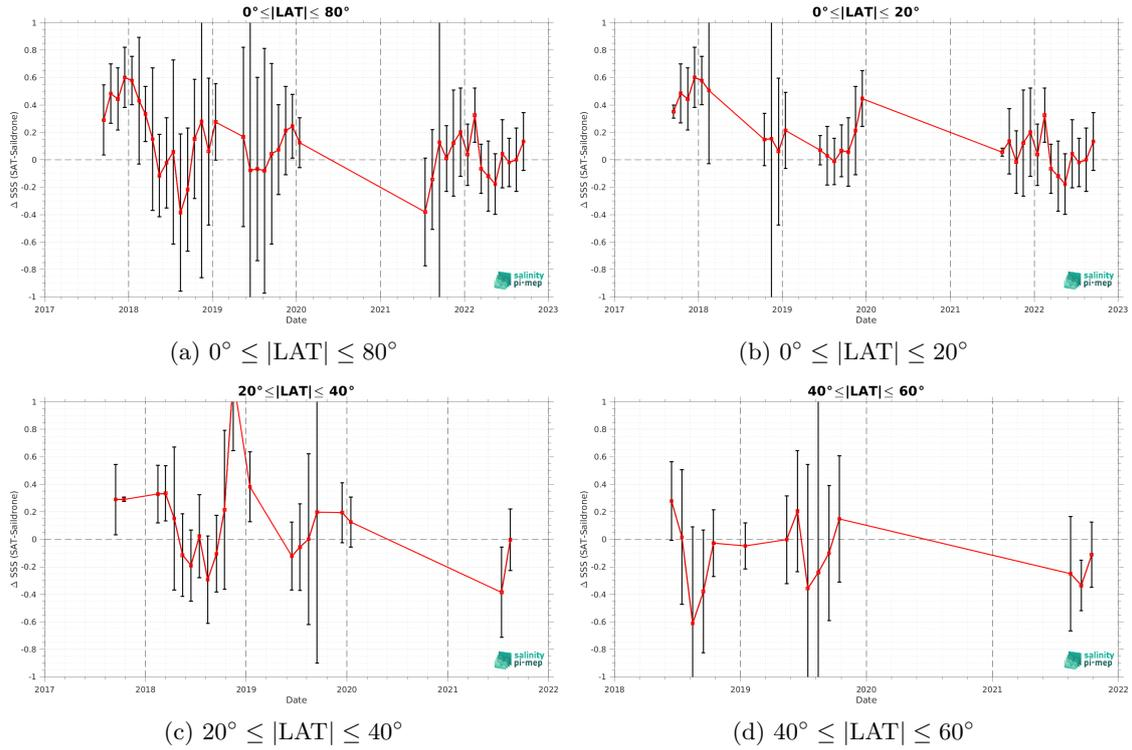 0°≤|LAT|≤ 80°
1
0.8
0.6
0.4
0.2
0
-0.2
-0.4
-0.6
-0.8
-1
Δ SSS (SAT-Saildrone)
2017
2018
2019
2020
2021
2022
2023
Date
salinity
pi-mep
(a) 0° ≤ |LAT| ≤ 80°
0°≤|LAT|≤ 20°
1
0.8
0.6
0.4
0.2
0
-0.2
-0.4
-0.6
-0.8
-1
Δ SSS (SAT-Saildrone)
2017
2018
2019
2020
2021
2022
2023
Date
salinity
pi-mep
(b) 0° ≤ |LAT| ≤ 20°
20°≤|LAT|≤ 40°
1
0.8
0.6
0.4
0.2
0
-0.2
-0.4
-0.6
-0.8
-1
Δ SSS (SAT-Saildrone)
2017
2018
2019
2020
2021
2022
Date
salinity
pi-mep
(c) 20° ≤ |LAT| ≤ 40°
40°≤|LAT|≤ 60°
1
0.8
0.6
0.4
0.2
0
-0.2
-0.4
-0.6
-0.8
-1
Δ SSS (SAT-Saildrone)
2018
2019
2020
2021
2022
Date
salinity
pi-mep
(d) 40° ≤ |LAT| ≤ 60°